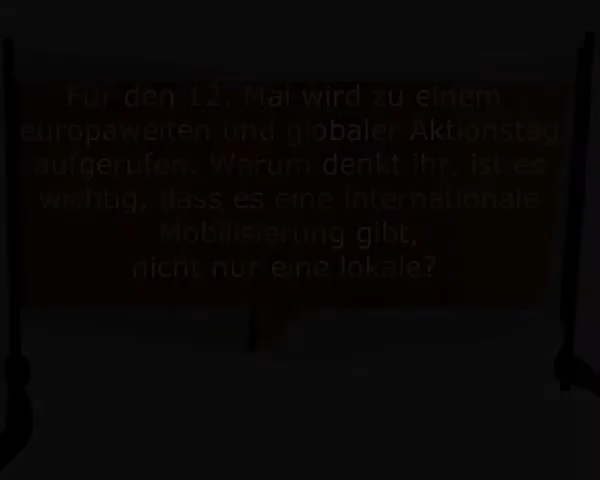 Für den 12. Mai wird zu einem
europaweiten und globaler Aktionstag
aufgerufen. Warum denkt ihr, ist es
wichtig, dass es eine internationale
Mobilisierung gibt,
nicht nur eine lokale?